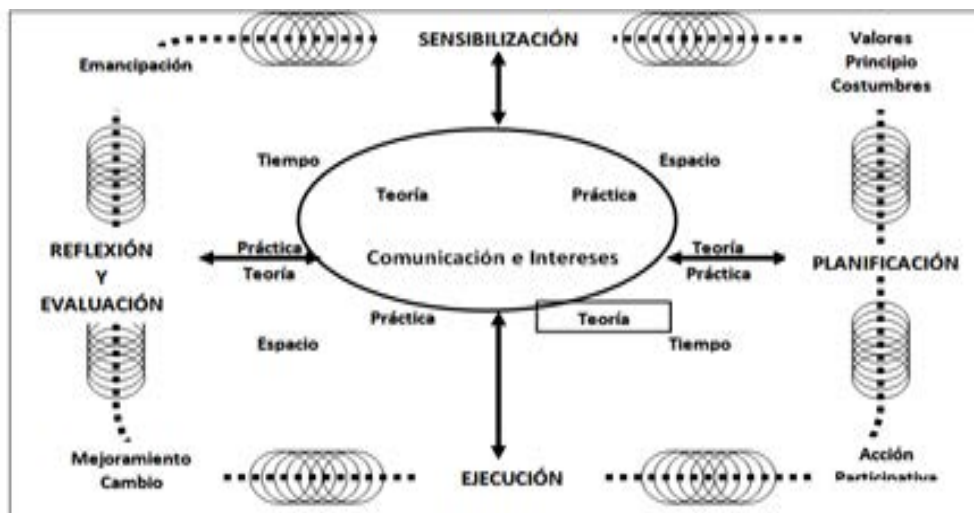 SENSIBILIZACIÓN
Valores
Principio
Costumbres
Emancipación
Tiempo
Espacio
Teoría
Práctica
REFLEXIÓN
Y
EVALUACIÓN
Práctica
Teoría
Comunicación e Intereses
Teoría
Práctica
PLANIFICACIÓN
Práctica
Teoría
Espacio
Tiempo
Mejoramiento
Cambio
EJECUCIÓN
Acción
Participativa